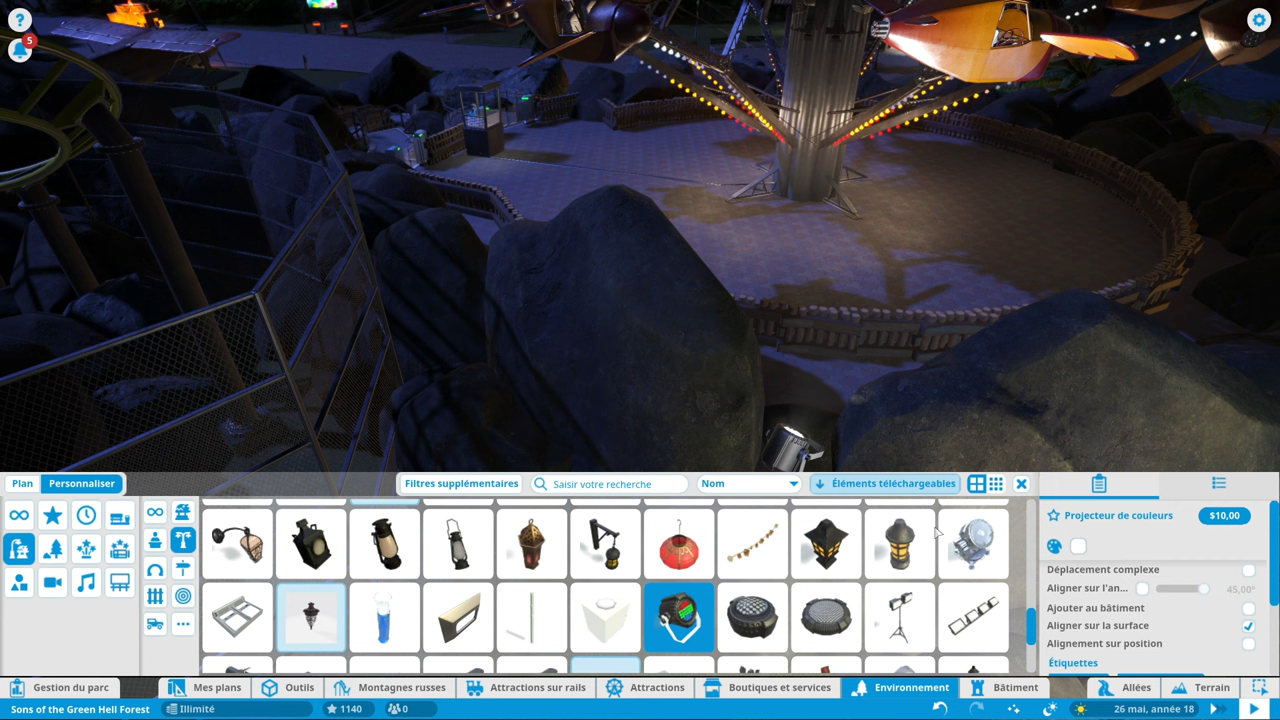 ?
5
Plan
Personnaliser
Filtres supplémentaires
Saisir votre recherche
Nom
Éléments téléchargeables
Projecteur de couleurs
$10,00
Déplacement complexe
Aligner sur l'an...
45,00°
Ajouter au bâtiment
Aligner sur la surface
Alignement sur position
Étiquettes
Gestion du parc
Mes plans
Outils
Montagnes russes
Attractions sur rails
Attractions
Boutiques et services
Environnement
Bâtiment
Allées
Terrain
Sons of the Green Hell Forest
Illimité
1140
0
26 mai, année 18